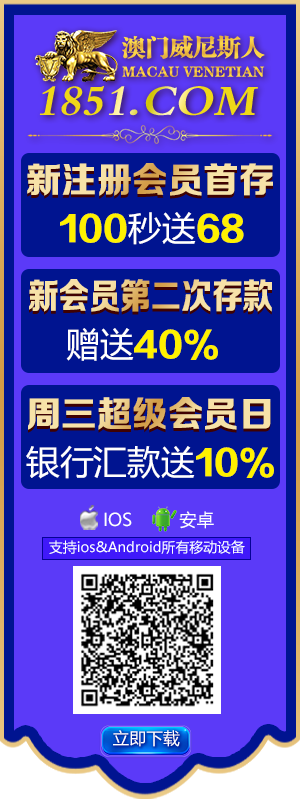 澳门威尼斯人
MACAU VENETIAN
1851.COM
新注册会员首存
100秒送68
新会员第二次存款
赠送40%
周三超级会员日
银行汇款送10%
IOS 安卓
支持ios&Android所有移动设备
立即下载